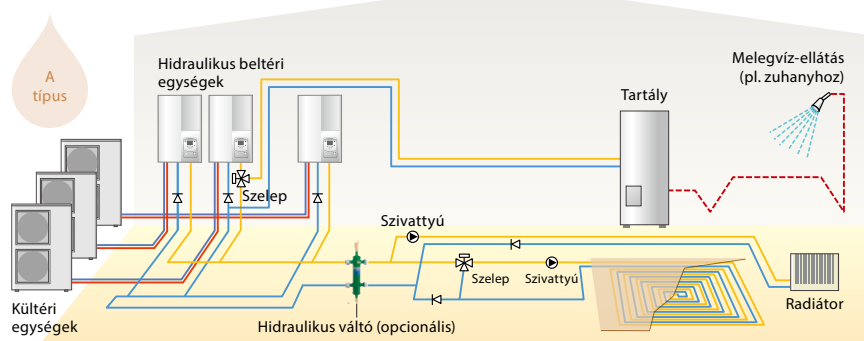 A
típus
Hidraulikus beltéri
egységek
Melegvíz-ellátás
(pl. zuhanyhoz)
Tartály
Szelep
Szivattyú
Szelep
Szivattyú
Kültéri
egységek
Hidraulikus váltó (opcionális)
Radiátor